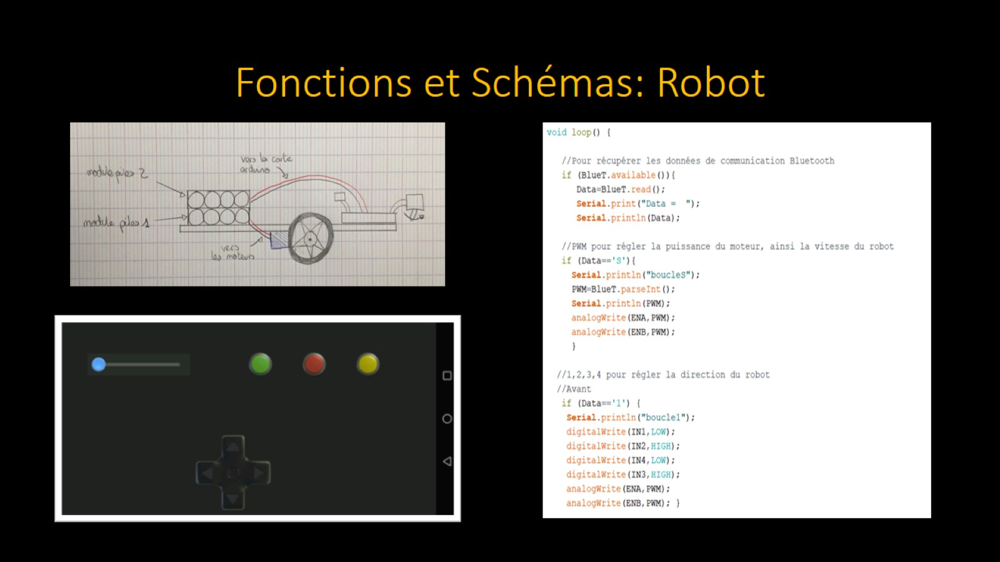 Fonctions et Schémas: Robot
module piles 2
vers la carte
arduino
module piles 1
vers
les moteurs
void loop() {
//Pour récupérer les données de communication Bluetooth
if (BlueT.available()){
Data=BlueT.read();
Serial.print("Data =  ");
Serial.println(Data);
//PWM pour régler la puissance du moteur, ainsi la vitesse du robot
if (Data=='S'){
Serial.println("boucleS");
PWM=BlueT.parseInt();
Serial.println(PWM);
analogWrite(ENA,PWM);
analogWrite(ENB,PWM);
}
//1,2,3,4 pour régler la direction du robot
//Avant
if (Data=='1') {
Serial.println("boucle1");
digitalWrite(IN1,LOW);
digitalWrite(IN2,HIGH);
digitalWrite(IN4,LOW);
digitalWrite(IN3,HIGH);
analogWrite(ENA,PWM);
analogWrite(ENB,PWM); }